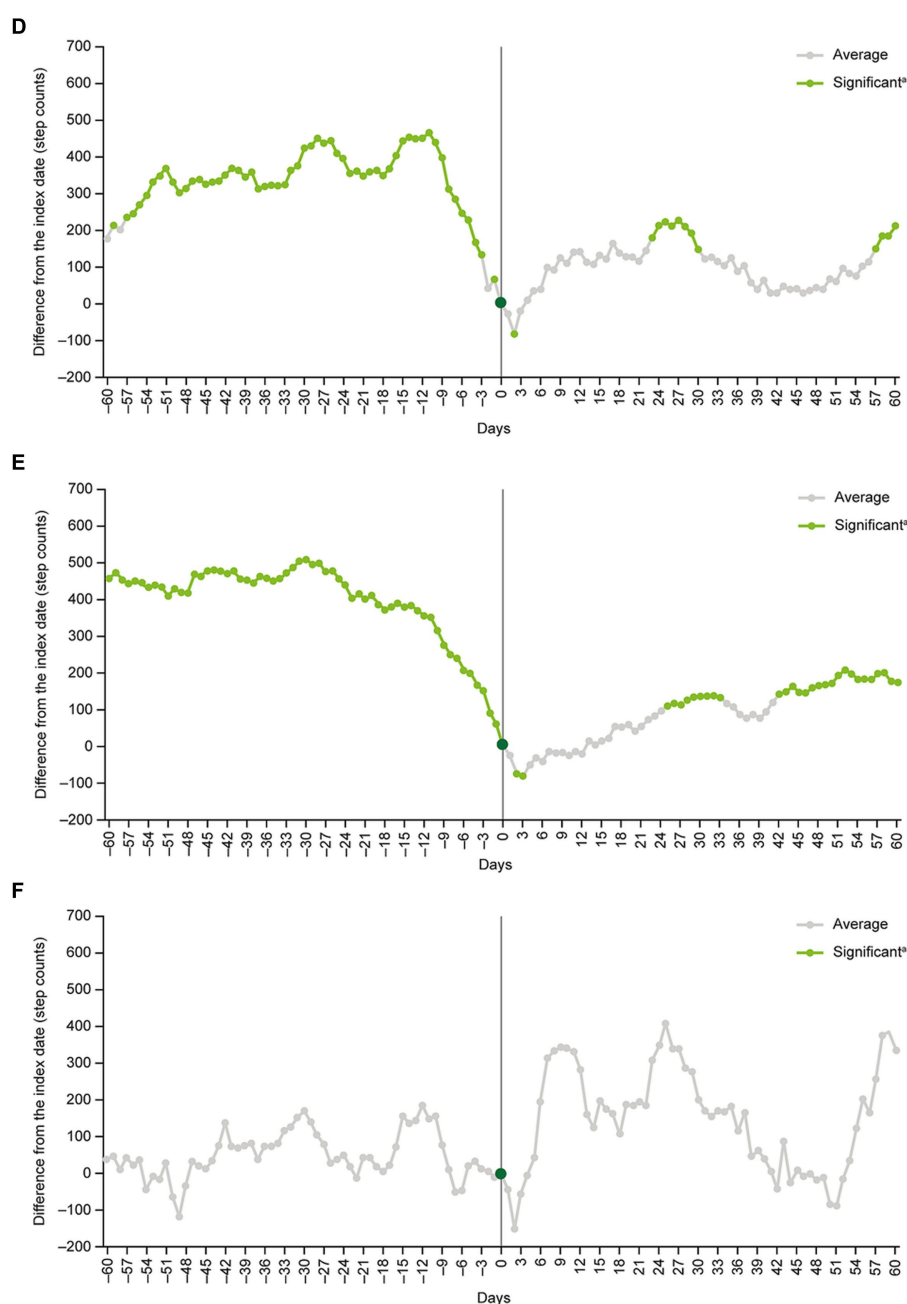 D
700
600
500
400
300
200
100
0
–100
–200
Difference from the index date (step counts)
Average
Significantᵃ
–60 –57 –54 –51 –48 –45 –42 –39 –36 –33 –30 –27 –24 –21 –18 –15 –12 –9 –6 –3 0 3 6 9 12 15 18 21 24 27 30 33 36 39 42 45 48 51 54 57 60
Days
E
700
600
500
400
300
200
100
0
–100
–200
Difference from the index date (step counts)
Average
Significantᵃ
–60 –57 –54 –51 –48 –45 –42 –39 –36 –33 –30 –27 –24 –21 –18 –15 –12 –9 –6 –3 0 3 6 9 12 15 18 21 24 27 30 33 36 39 42 45 48 51 54 57 60
Days
F
700
600
500
400
300
200
100
0
–100
–200
Difference from the index date (step counts)
Average
Significantᵃ
–60 –57 –54 –51 –48 –45 –42 –39 –36 –33 –30 –27 –24 –21 –18 –15 –12 –9 –6 –3 0 3 6 9 12 15 18 21 24 27 30 33 36 39 42 45 48 51 54 57 60
Days